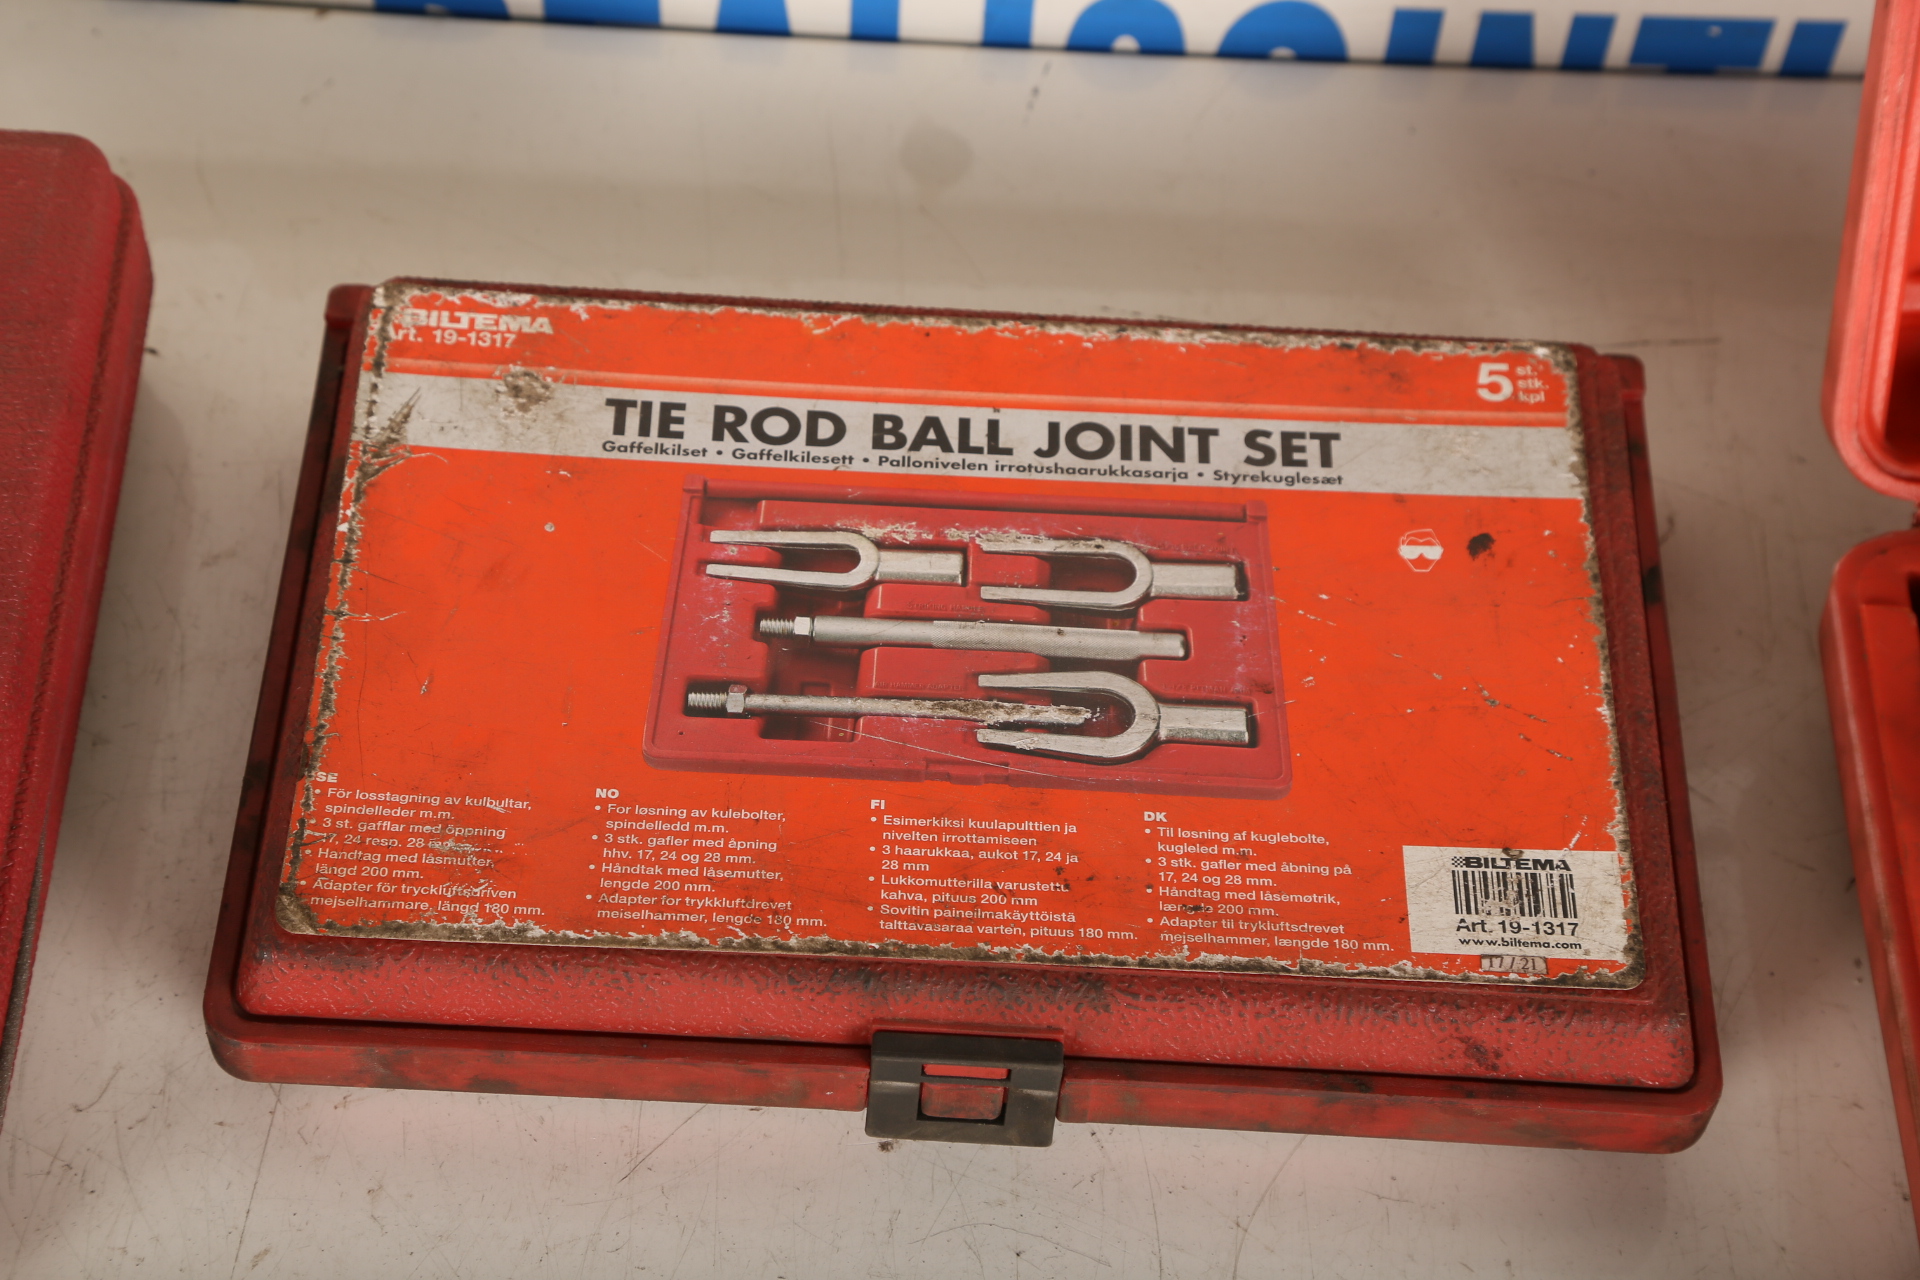 BILTEMA
Art. 19-1317
5 st.
stk.
kpl
TIE ROD BALL JOINT SET
Gaffelkilset • Gaffelkilesett • Pallonivelen irrotushaarukkasarja • Styrekuglesæt
SE
• För losstagning av kulbultar,
spindelleder m.m.
• 3 st. gafflar med öppning
17, 24 resp. 28
• Handtag med låsmutter,
längd 200 mm.
• Adapter för tryckluftsdriven
mejselhammare, längd 180 mm.
NO
• For løsning av kulebolter,
spindelledd m.m.
• 3 stk. gafler med åpning
hhv. 17, 24 og 28 mm.
• Håndtak med låsemutter,
lengde 200 mm.
• Adapter for trykkluftdrevet
meiselhammer, lengde 180 mm.
FI
• Esimerkiksi kuulapulttien ja
nivelten irrottamiseen
• 3 haarukkaa, aukot 17, 24 ja
28 mm
• Lukkomutterilla varustettu
kahva, pituus 200 mm
• Sovitin paineilmakäyttöistä
talttavasaraa varten, pituus 180 mm.
DK
• Til løsning af kuglebolte,
kugleled m.m.
• 3 stk. gafler med åbning på
17, 24 og 28 mm.
• Håndtag med låsemøtrik,
længde 200 mm.
• Adapter til trykluftsdrevet
mejselhammer, længde 180 mm.
BILTEMA
Art. 19-1317
www.biltema.com
17/21